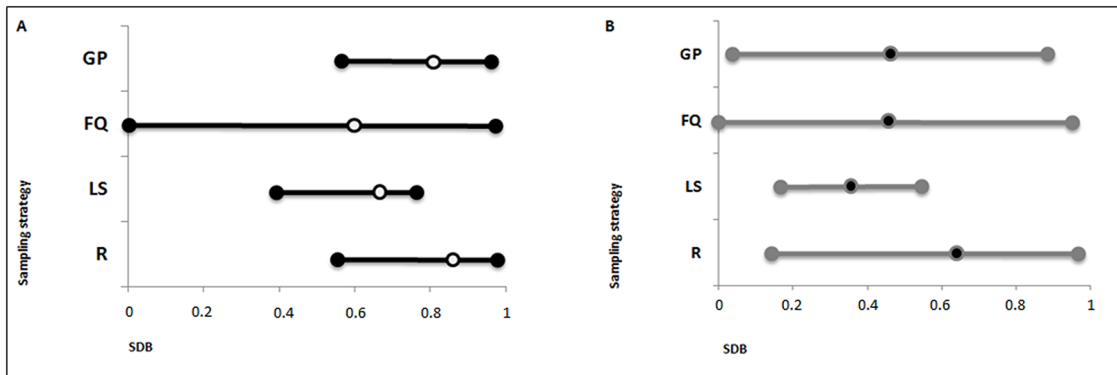 A
GP
FQ
LS
R
Sampling strategy
0 0.2 0.4 0.6 0.8 1
SDB
B
GP
FQ
LS
R
Sampling strategy
0 0.2 0.4 0.6 0.8 1
SDB